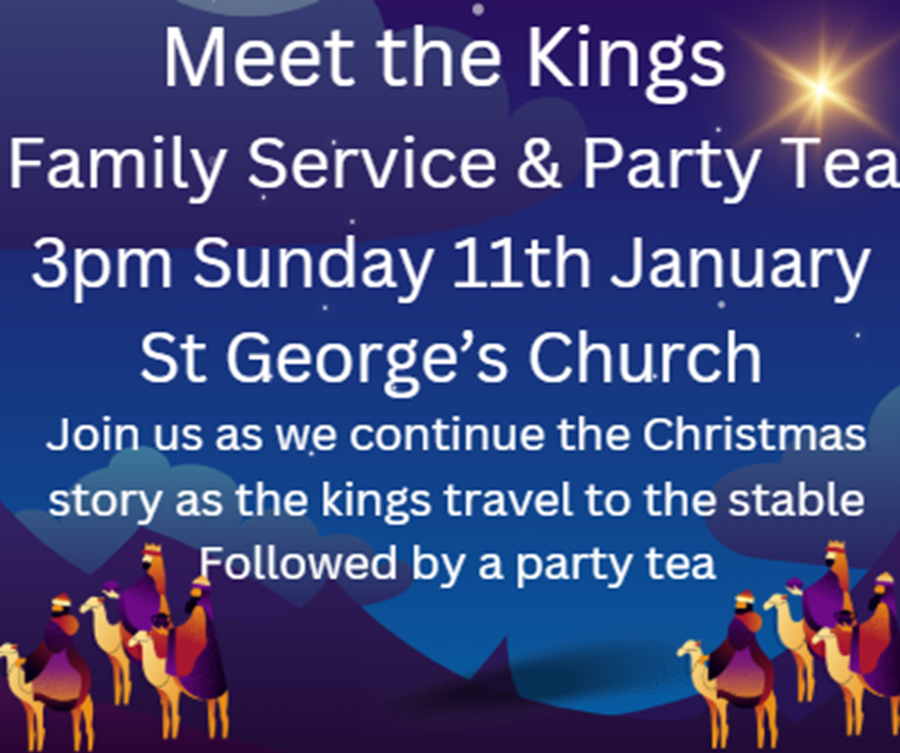 Meet the Kings
Family Service & Party Tea
3pm Sunday 11th January
St George’s Church
Join us as we continue the Christmas
story as the kings travel to the stable
Followed by a party tea